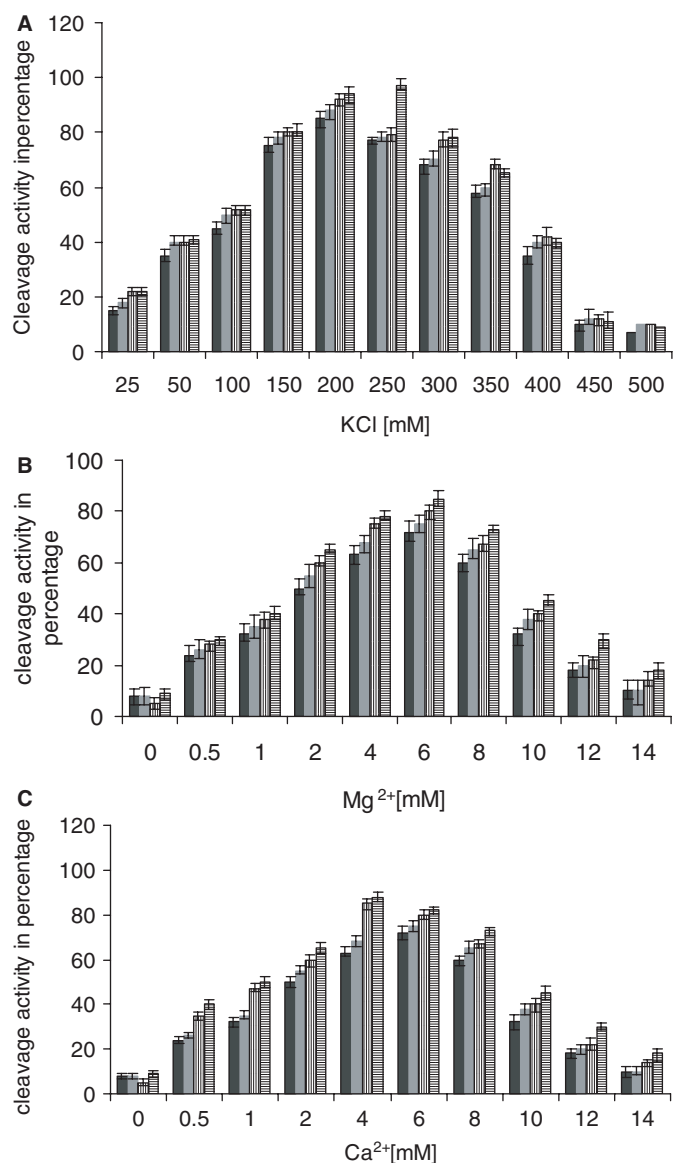 A
120
100
80
60
40
20
0
Cleavage activity inpercentage
25 50 100 150 200 250 300 350 400 450 500
KCl [mM]
B
100
80
60
40
20
0
cleavage activity in
percentage
0 0.5 1 2 4 6 8 10 12 14
Mg2+[mM]
C
120
100
80
60
40
20
0
cleavage activity in percentage
0 0.5 1 2 4 6 8 10 12 14
Ca2+[mM]